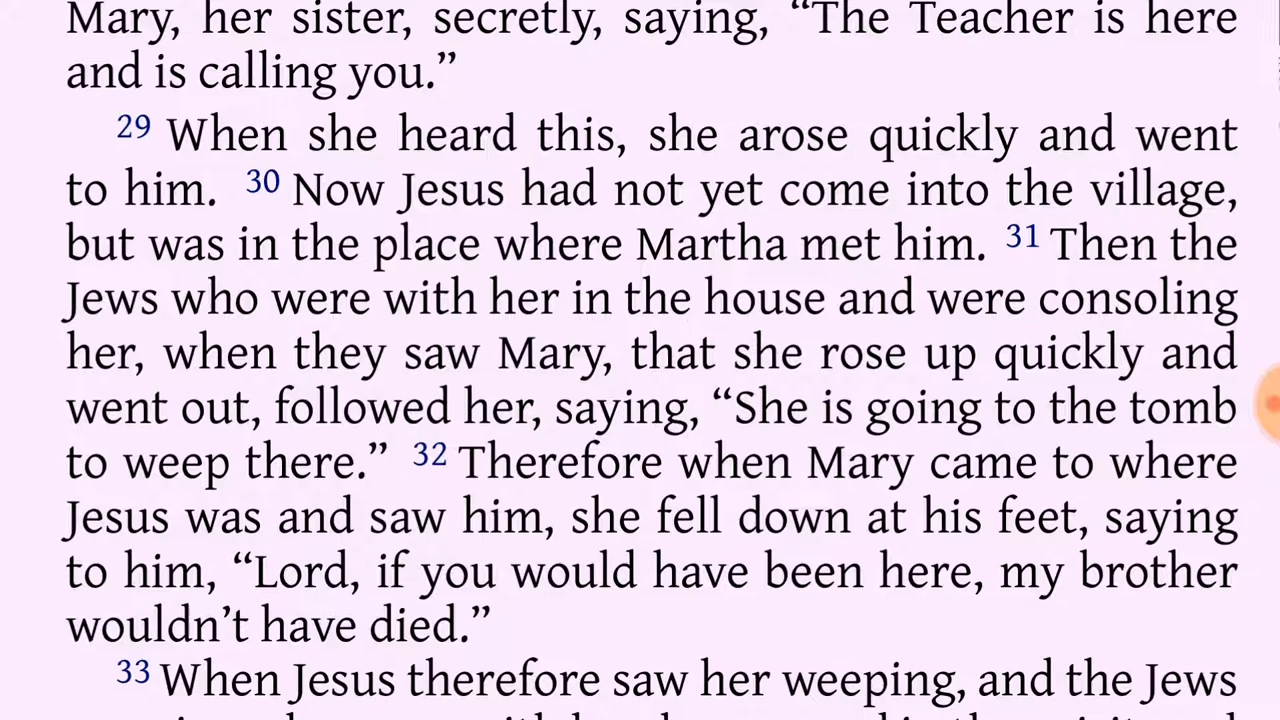 Mary, her sister, secretly, saying, “The Teacher is here
and is calling you.”
29 When she heard this, she arose quickly and went
to him. 30 Now Jesus had not yet come into the village,
but was in the place where Martha met him. 31 Then the
Jews who were with her in the house and were consoling
her, when they saw Mary, that she rose up quickly and
went out, followed her, saying, “She is going to the tomb
to weep there.” 32 Therefore when Mary came to where
Jesus was and saw him, she fell down at his feet, saying
to him, “Lord, if you would have been here, my brother
wouldn’t have died.”
33 When Jesus therefore saw her weeping, and the Jews